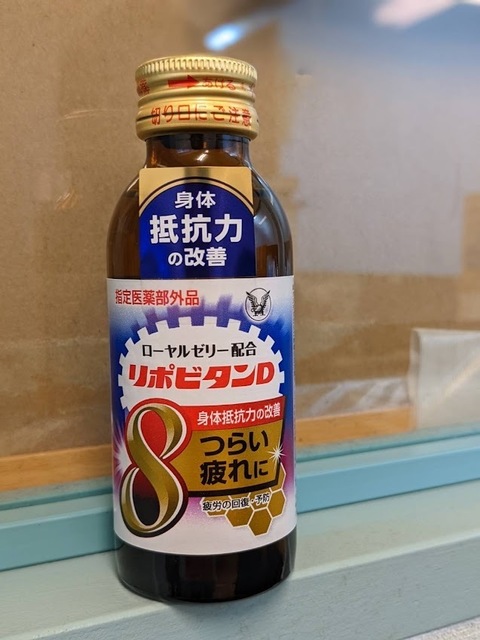 切り口にご注意
身体
抵抗力
の改善
指定医薬部外品
ローヤルゼリー配合
リポビタンD
8
身体抵抗力の改善
つらい
疲れに
疲労の回復・予防